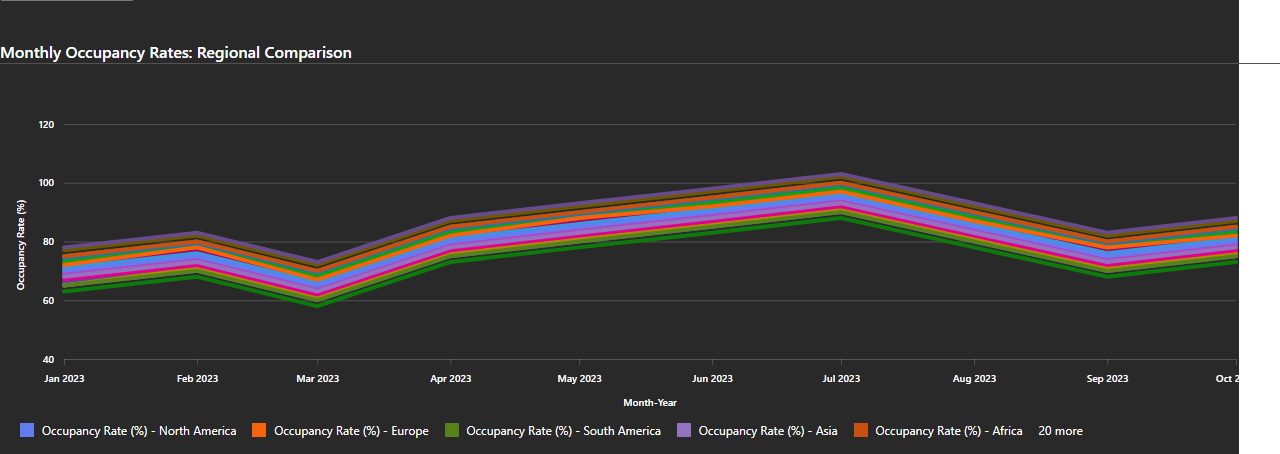 Monthly Occupancy Rates: Regional Comparison
120
100
80
60
40
Occupancy Rate (%)
Jan 2023 Feb 2023 Mar 2023 Apr 2023 May 2023 Jun 2023 Jul 2023 Aug 2023 Sep 2023 Oct 2
Month-Year
Occupancy Rate (%) - North America Occupancy Rate (%) - Europe Occupancy Rate (%) - South America Occupancy Rate (%) - Asia Occupancy Rate (%) - Africa 20 more